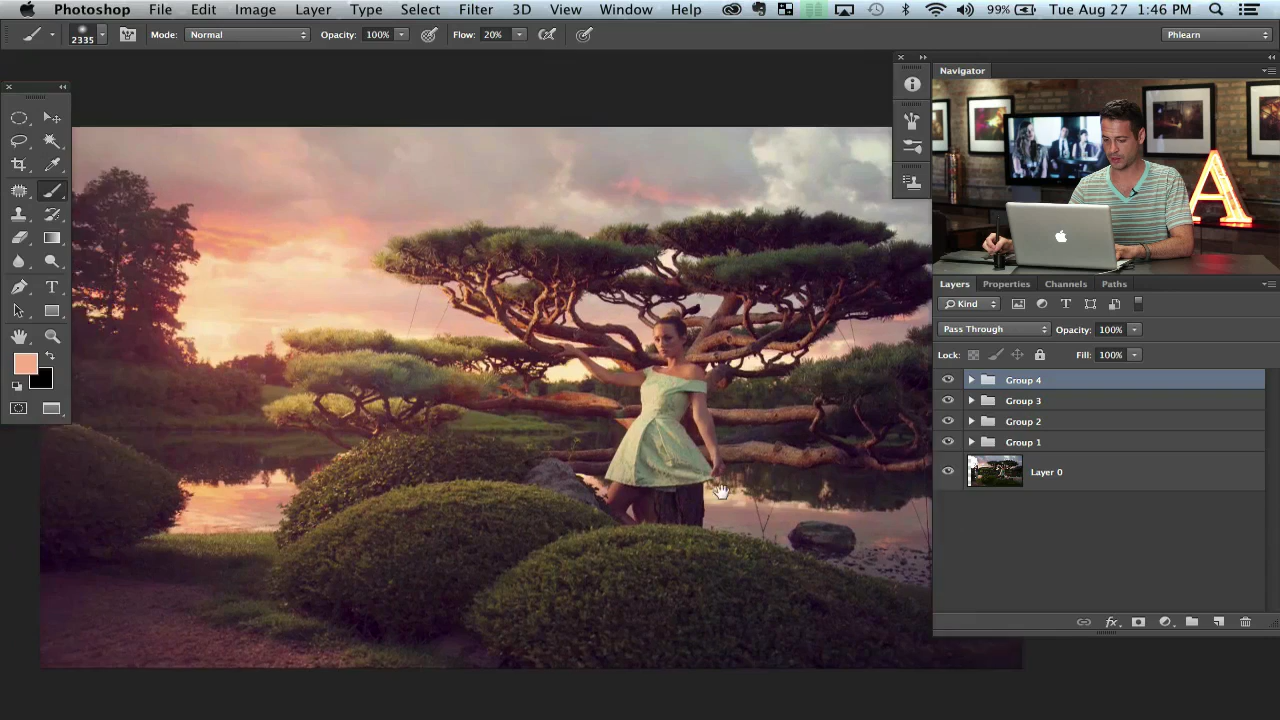 Photoshop File Edit Image Layer Type Select Filter 3D View Window Help 99% Tue Aug 27 1:46 PM
2335 Mode: Normal Opacity: 100% Flow: 20% Phlearn
Navigator
A
Layers Properties Channels Paths
Kind
Pass Through Opacity: 100%
Lock: Fill: 100%
Group 4
Group 3
Group 2
Group 1
Layer 0
fx